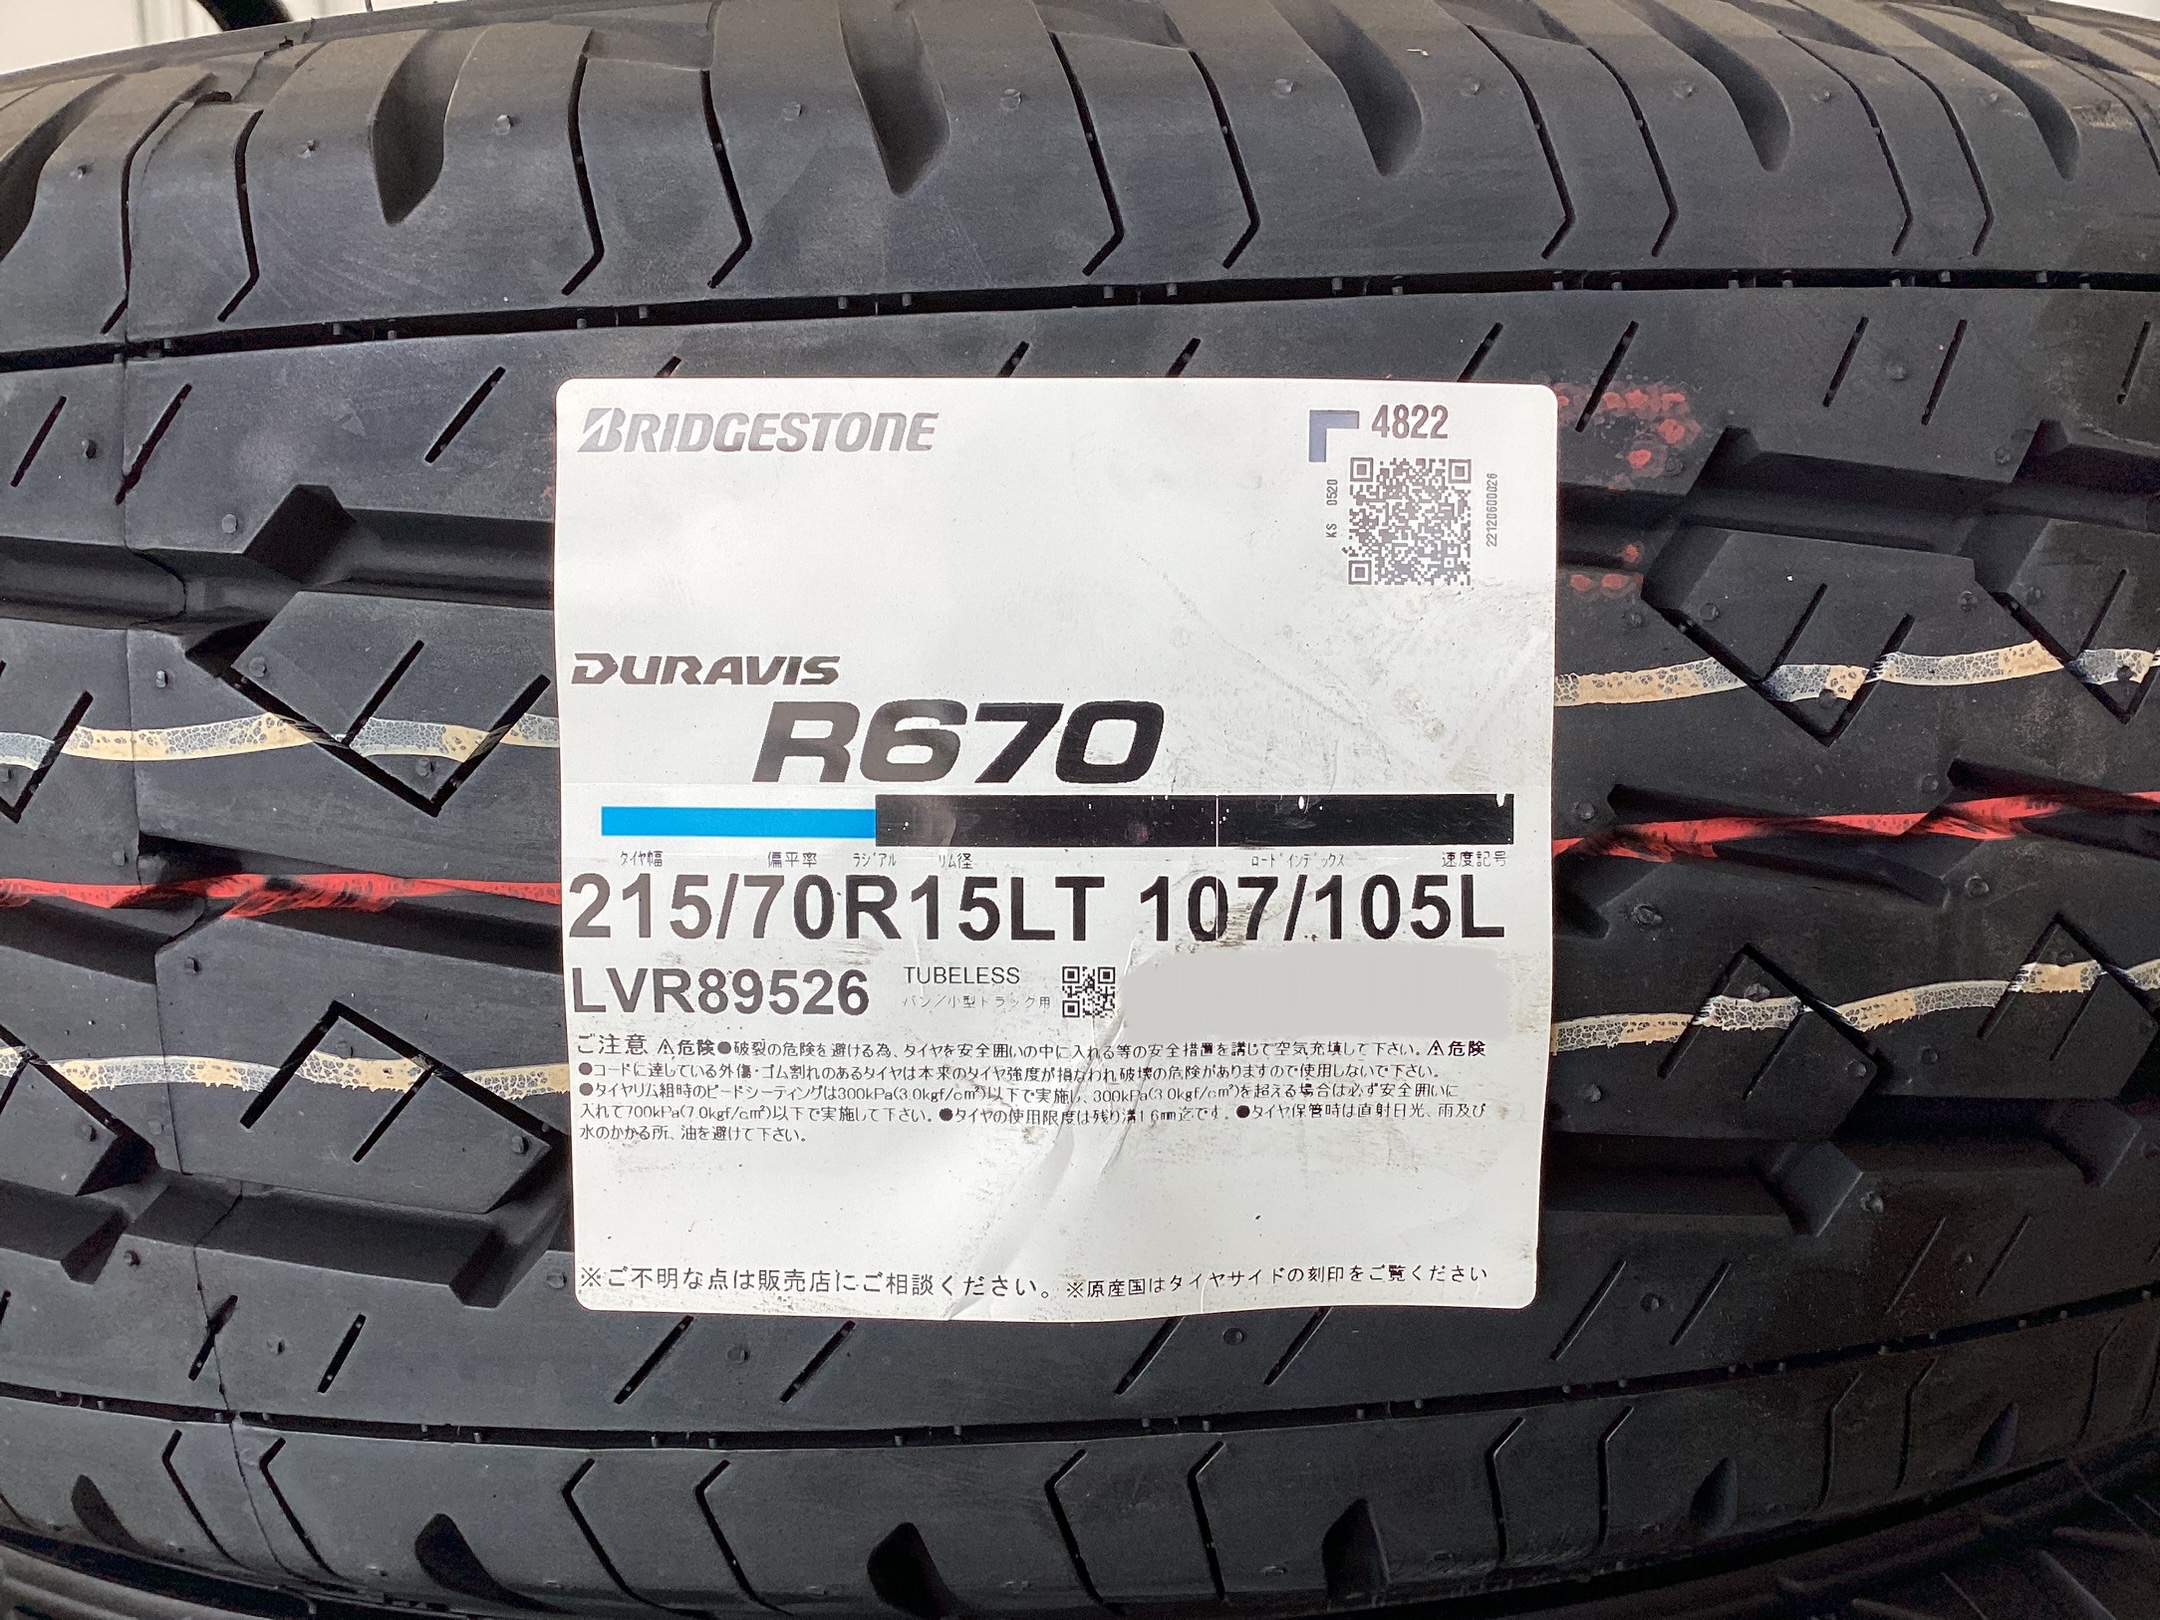 BRIDGESTONE
4822
KS 0520
2212D600026
DURAVIS
R670
タイヤ幅 偏平率 ラジアル リム径 ロードインデックス 速度記号
215/70R15LT 107/105L
LVR89526 TUBELESS
バン/小型トラック用
ご注意 ⚠危険●破裂の危険を避ける為、タイヤを安全囲いの中に入れる等の安全措置を講じて空気充填して下さい。⚠危険
●コードに達している外傷・ゴム割れのあるタイヤは本来のタイヤ強度が損なわれ破壊の危険がありますので使用しないで下さい。
●タイヤリム組時のビードシーティングは300kPa(3.0kgf/c㎡)以下で実施し、300kPa(3.0kgf/c㎡)を超える場合は必ず安全囲いに
入れて700kPa(7.0kgf/c㎡)以下で実施して下さい。●タイヤの使用限度は残り溝1.6mm迄です。●タイヤ保管時は直射日光、雨及び
水のかかる所、油を避けて下さい。
※ご不明な点は販売店にご相談ください。※原産国はタイヤサイドの刻印をご覧ください